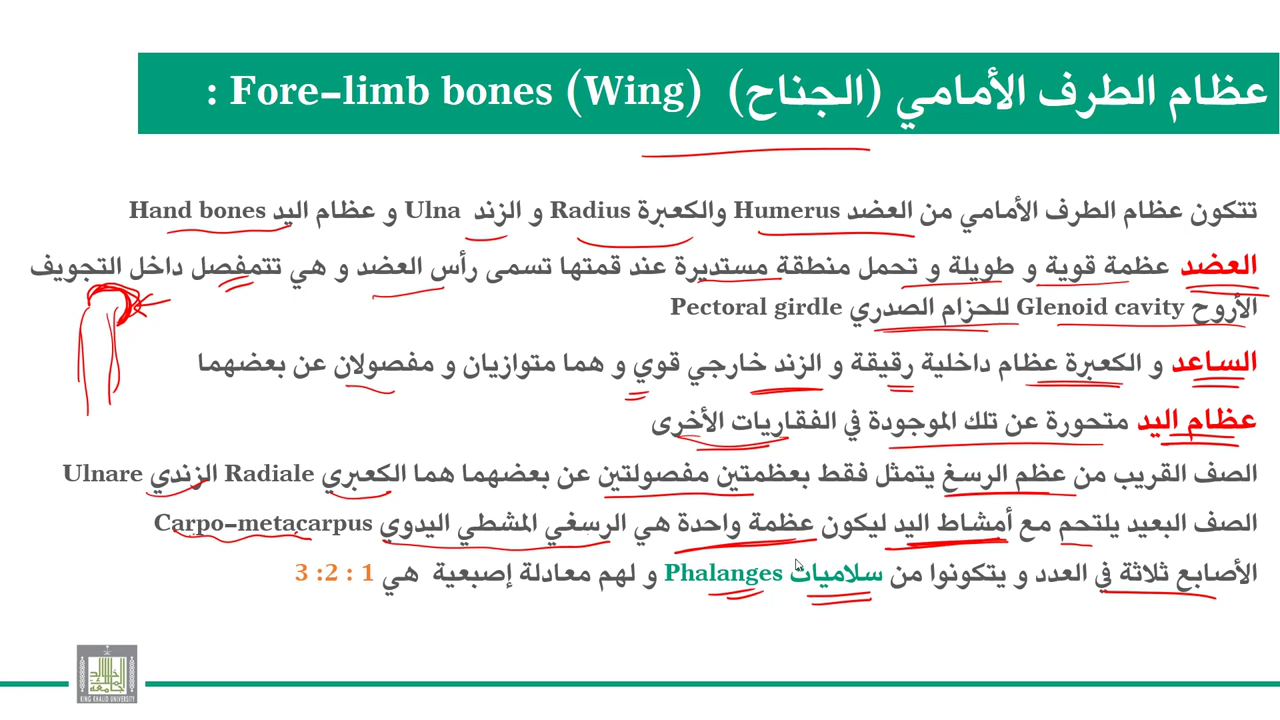 عظام الطرف الأمامي (الجناح) Fore-limb bones (Wing) :
تتكون عظام الطرف الأمامي من العضد Humerus والكعبرة Radius و الزند Ulna و عظام اليد Hand bones
العضد عظمة قوية و طويلة و تحمل منطقة مستديرة عند قمتها تسمى رأس العضد و هي تتمفصل داخل التجويف
الأروح Glenoid cavity للحزام الصدري Pectoral girdle
الساعد و الكعبرة عظام داخلية رقيقة و الزند خارجي قوي و هما متوازيان و مفصولان عن بعضهما
عظام اليد متحورة عن تلك الموجودة في الفقاريات الأخرى
الصف القريب من عظم الرسغ يتمثل فقط بعظمتين مفصولتين عن بعضهما هما الكعبري Radiale الزندي Ulnare
الصف البعيد يلتحم مع أمشاط اليد ليكون عظمة واحدة هي الرسغي المشطي اليدوي Carpo-metacarpus
الأصابع ثلاثة في العدد و يتكونوا من سلاميات Phalanges و لهم معادلة إصبعية هي 1 : 2: 3
KING KHALID UNIVERSITY